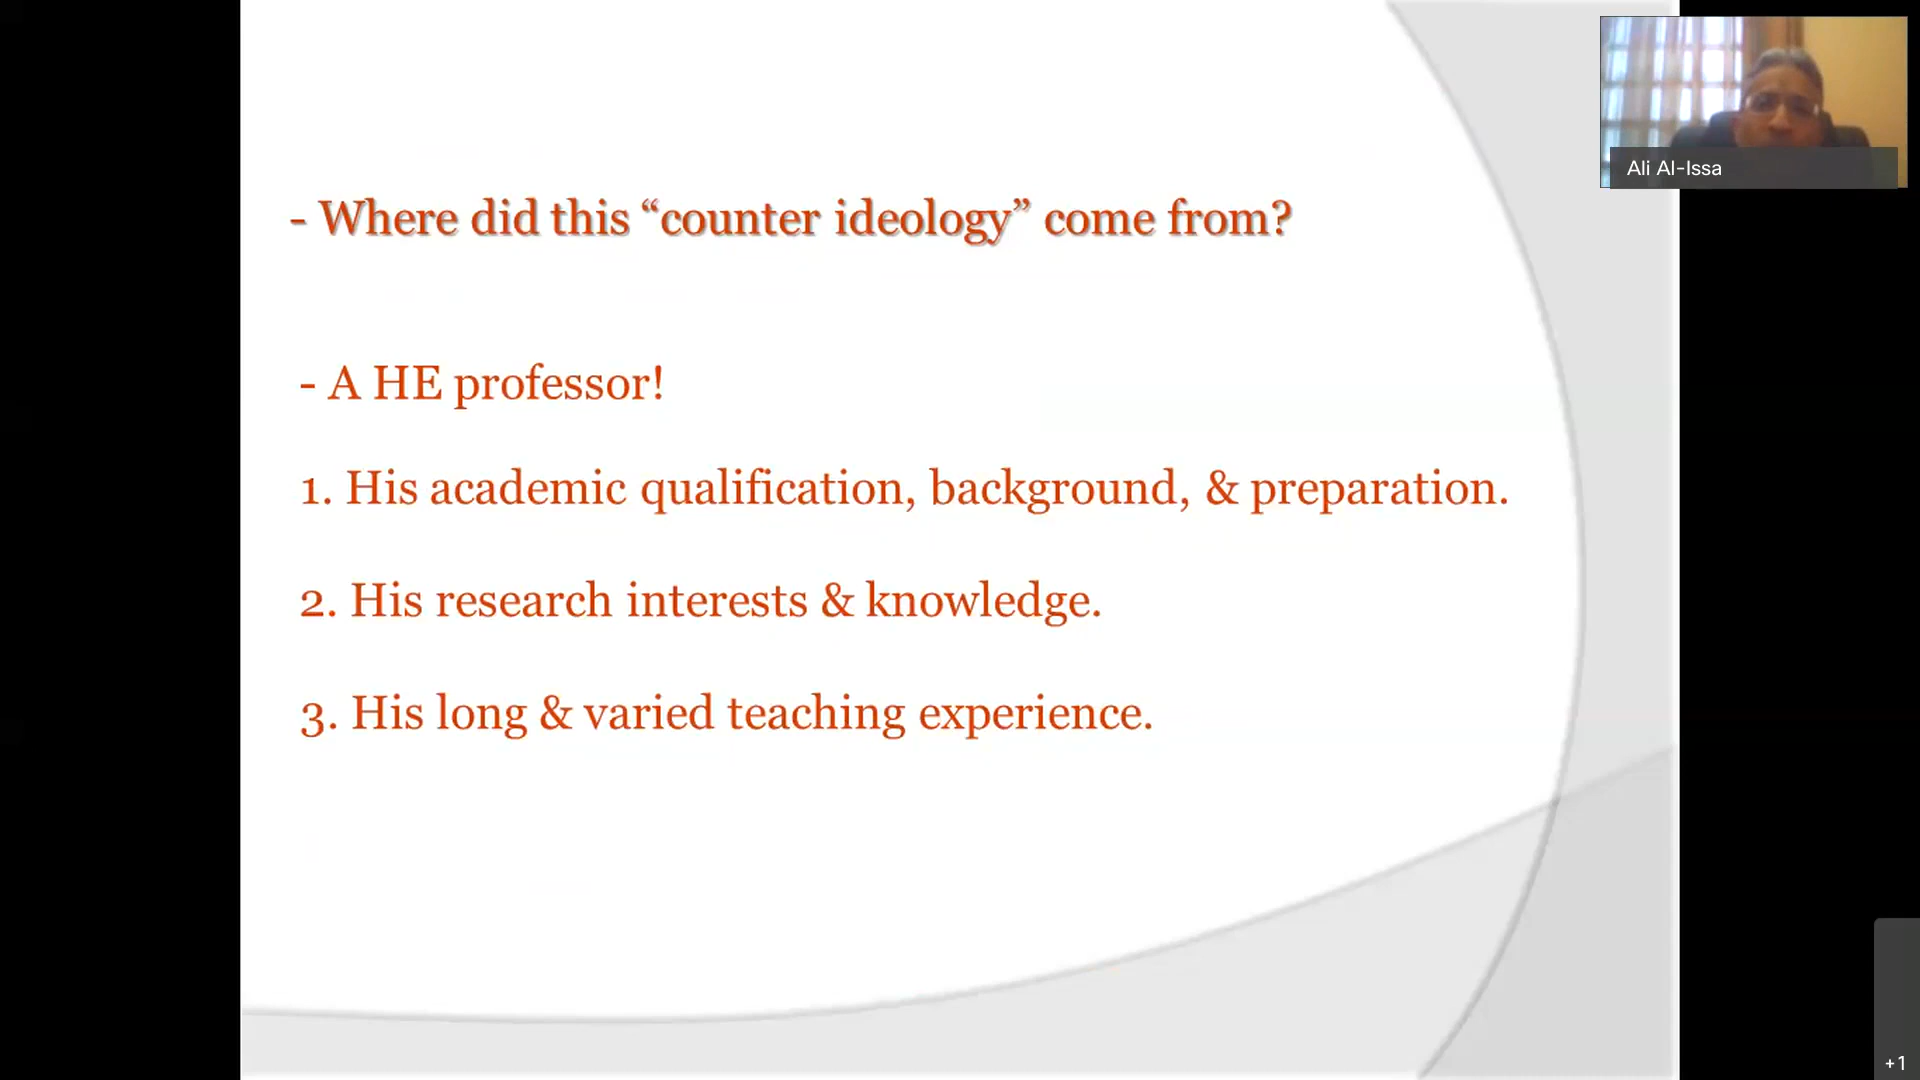 Ali Al-Issa
- Where did this “counter ideology” come from?
- A HE professor!
1. His academic qualification, background, & preparation.
2. His research interests & knowledge.
3. His long & varied teaching experience.
+1